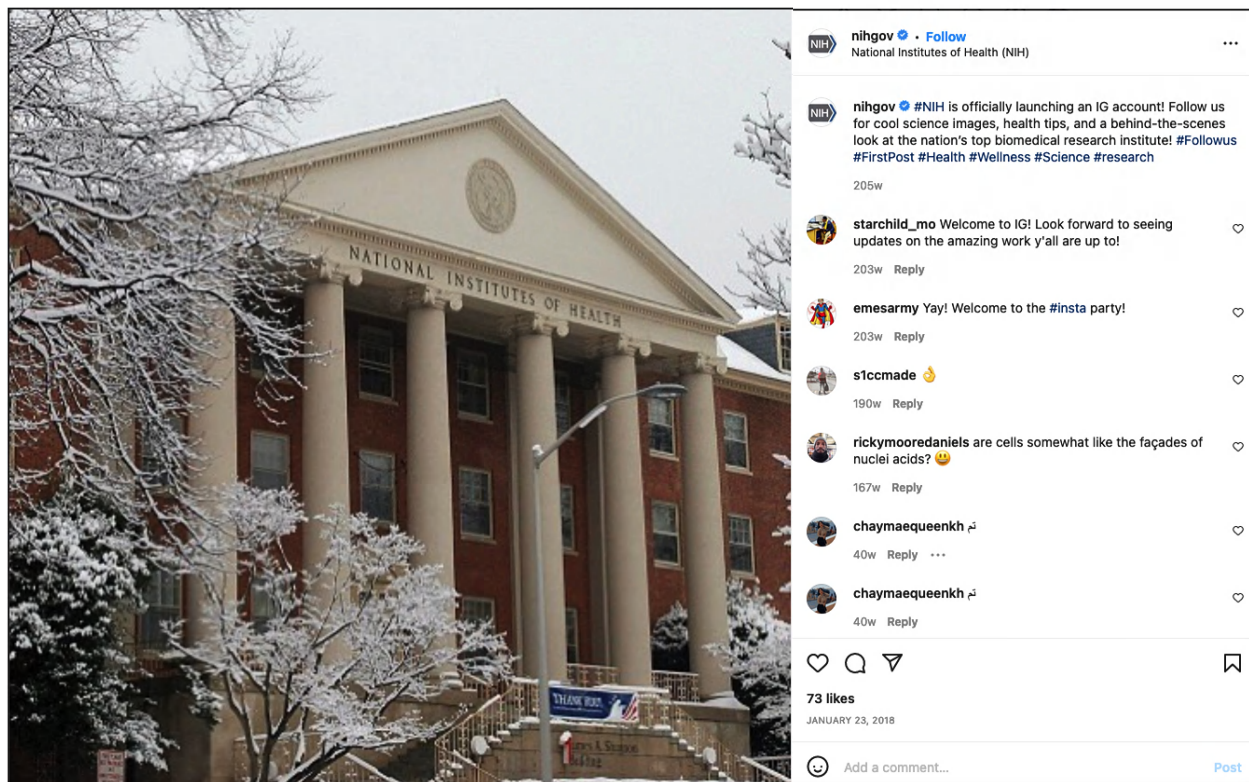 NATIONAL INSTITUTES OF HEALTH
THANK YOU!
James A. Shannon
Building
NIH
nihgov • Follow
National Institutes of Health (NIH)
NIH
nihgov #NIH is officially launching an IG account! Follow us
for cool science images, health tips, and a behind-the-scenes
look at the nation's top biomedical research institute! #Followus
#FirstPost #Health #Wellness #Science #research
205w
starchild_mo Welcome to IG! Look forward to seeing
updates on the amazing work y'all are up to!
203w Reply
emesarmy Yay! Welcome to the #insta party!
203w Reply
s1ccmade 👌
190w Reply
rickymooredaniels are cells somewhat like the façades of
nuclei acids? 😃
167w Reply
chaymaequeenkh تم
40w Reply
chaymaequeenkh تم
40w Reply
73 likes
JANUARY 23, 2018
Add a comment...
Post